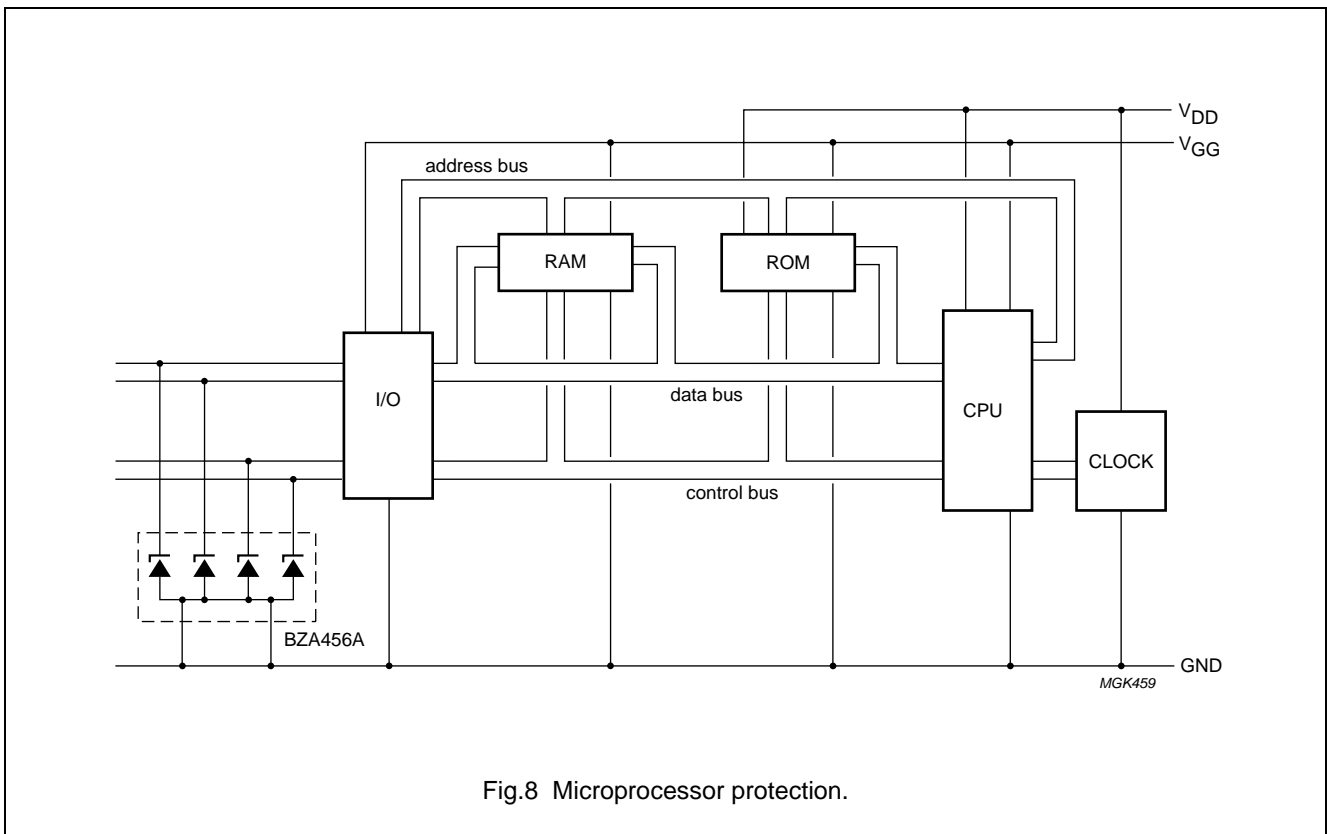 VDD
VGG
address bus
RAM
ROM
I/O
data bus
CPU
CLOCK
control bus
BZA456A
GND
MGK459
Fig.8 Microprocessor protection.